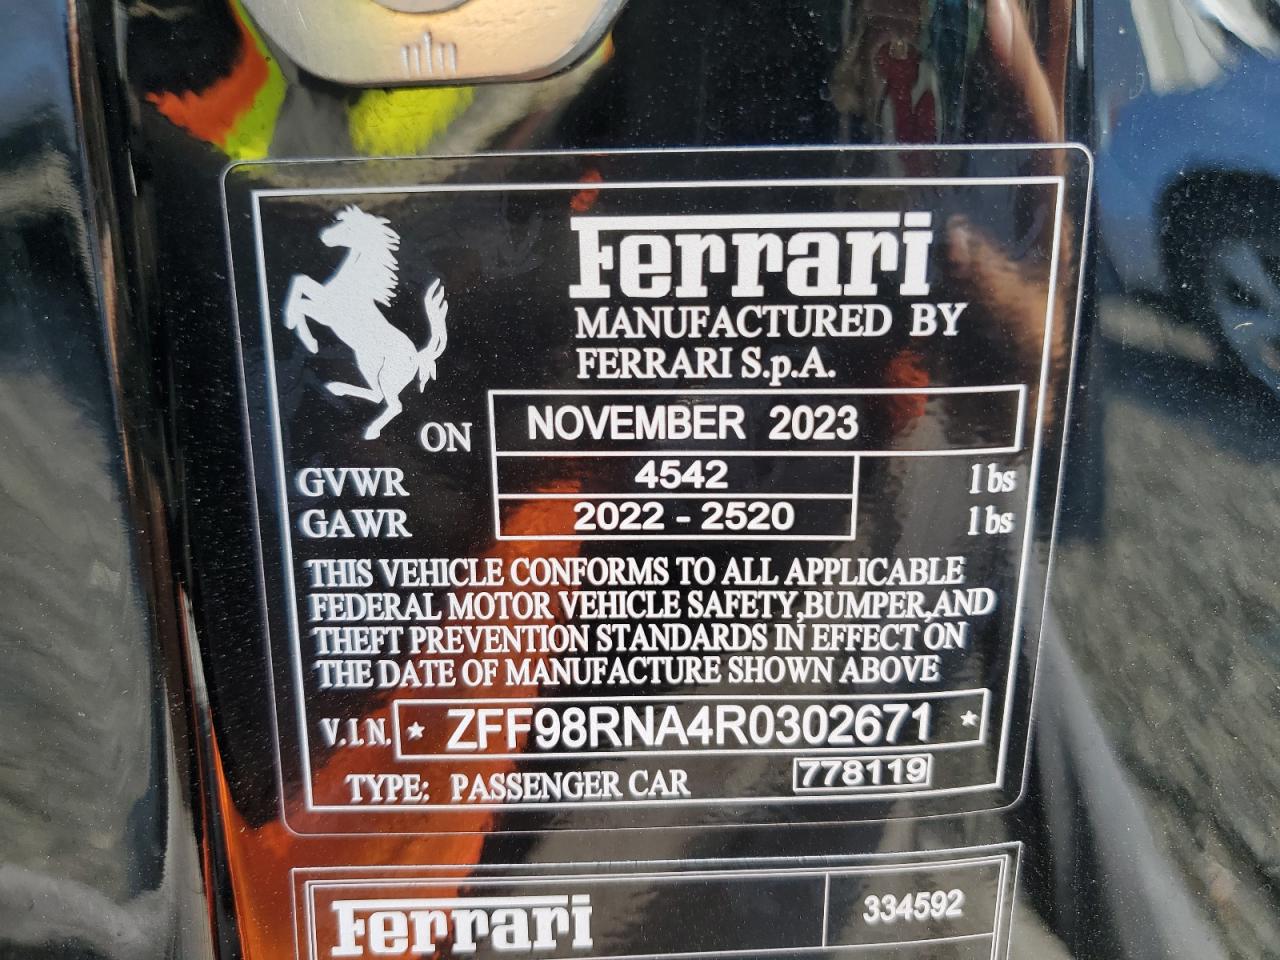 Ferrari
MANUFACTURED BY
FERRARI S.p.A.
ON NOVEMBER 2023
GVWR 4542 lbs
GAWR 2022 - 2520 lbs
THIS VEHICLE CONFORMS TO ALL APPLICABLE
FEDERAL MOTOR VEHICLE SAFETY,BUMPER,AND
THEFT PREVENTION STANDARDS IN EFFECT ON
THE DATE OF MANUFACTURE SHOWN ABOVE
V.I.N. * ZFF98RNA4R0302671 *
TYPE: PASSENGER CAR 778119
Ferrari 334592